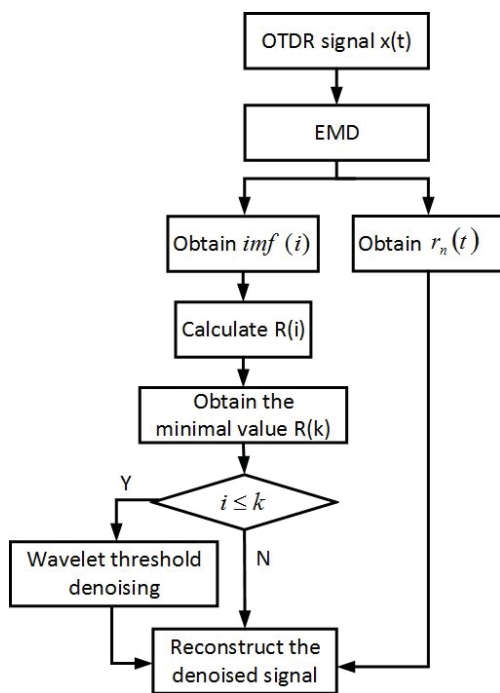 OTDR signal x(t)
EMD
Obtain imf (i)
Obtain r_n(t)
Calculate R(i)
Obtain the
minimal value R(k)
i ≤ k
Y
N
Wavelet threshold
denoising
Reconstruct the
denoised signal